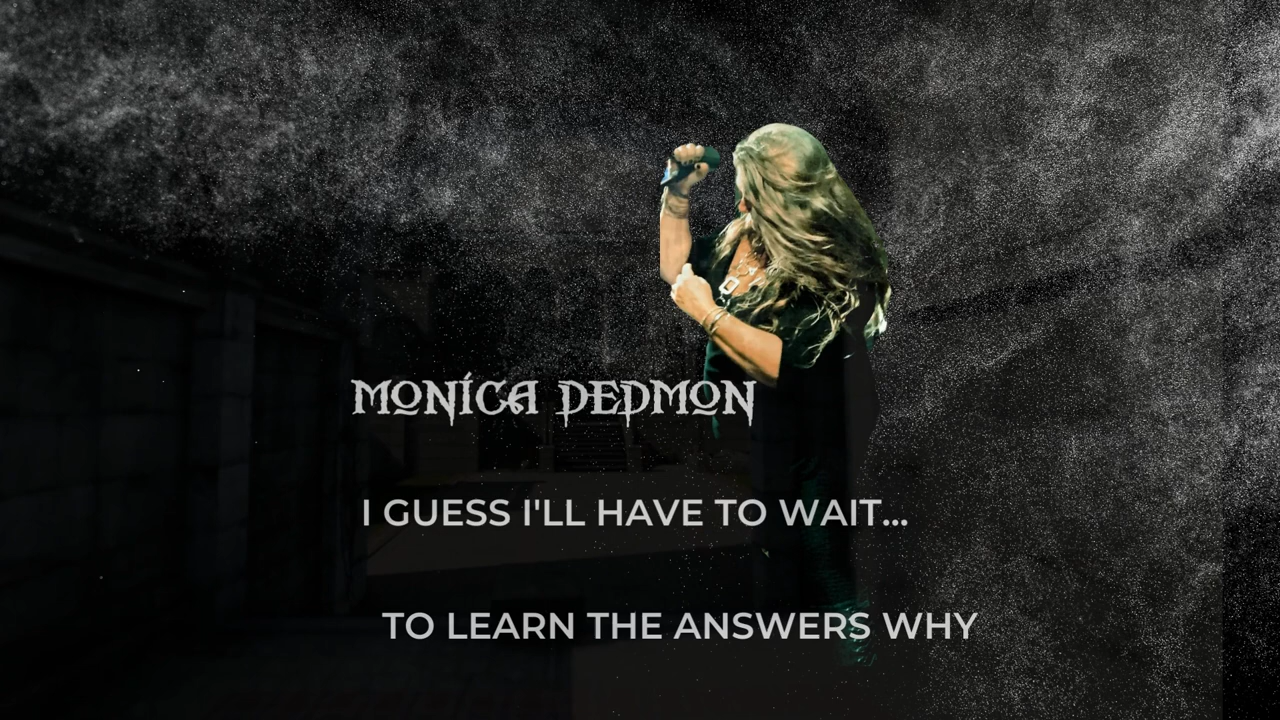 MONÍCA DEDMON
I GUESS I'LL HAVE TO WAIT...
TO LEARN THE ANSWERS WHY